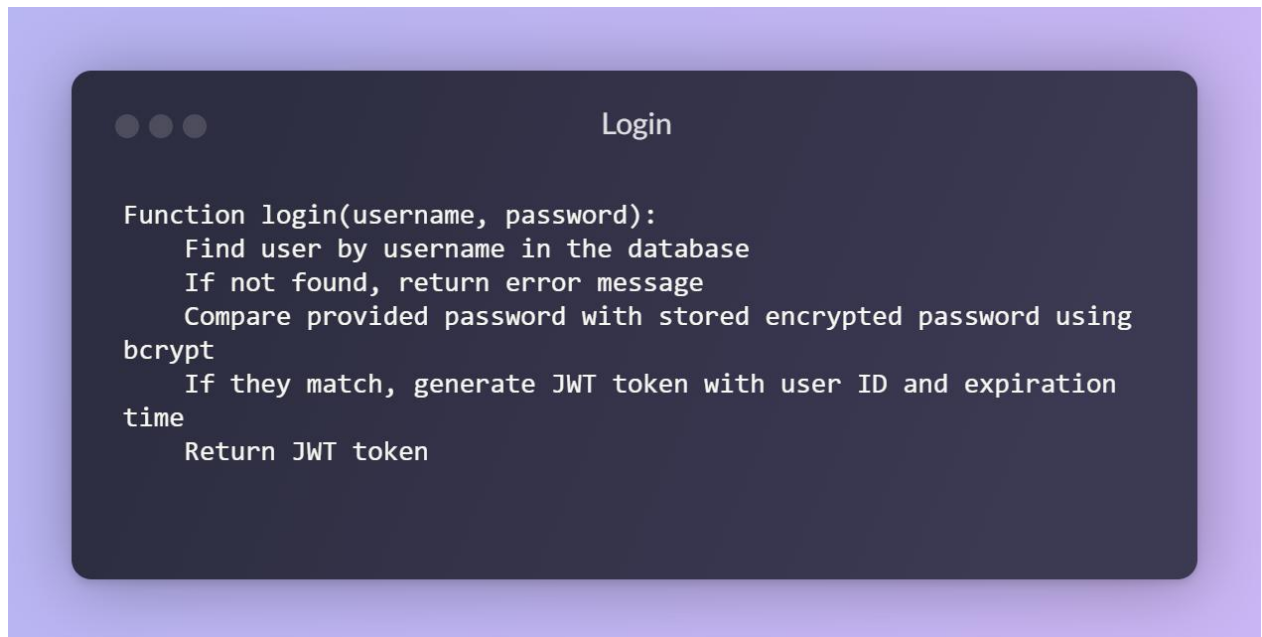 Login
Function login(username, password):
    Find user by username in the database
    If not found, return error message
    Compare provided password with stored encrypted password using
bcrypt
    If they match, generate JWT token with user ID and expiration
time
    Return JWT token